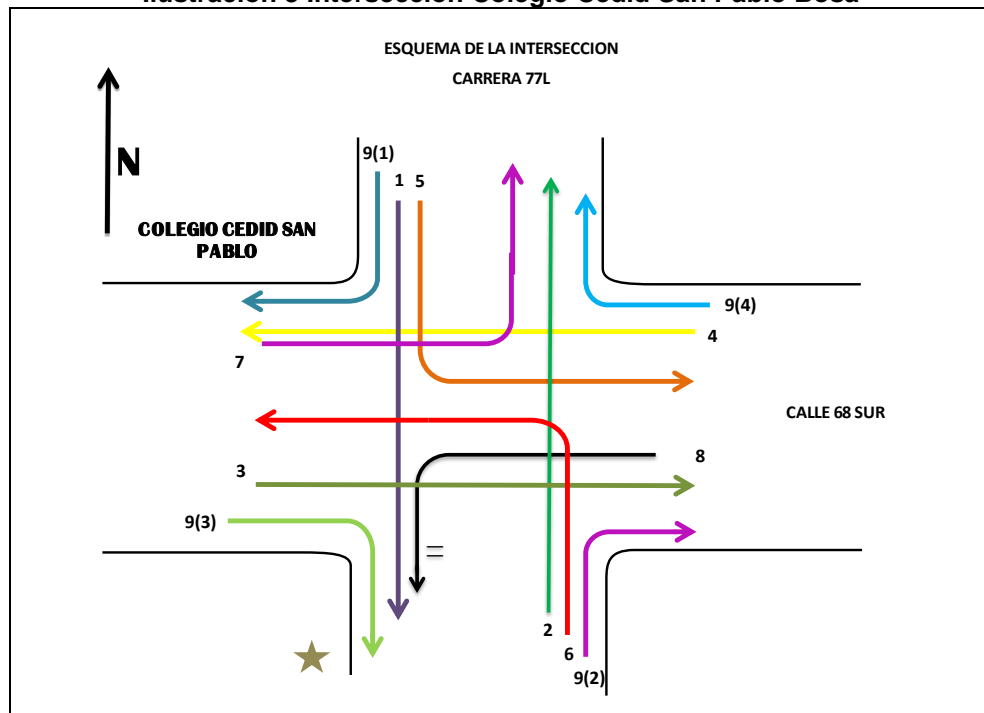 ESQUEMA DE LA INTERSECCION
CARRERA 77L
9(1)
1
5
N
COLEGIO CEDID SAN
PABLO
9(4)
4
7
CALLE 68 SUR
8
3
9(3)
2
6
9(2)